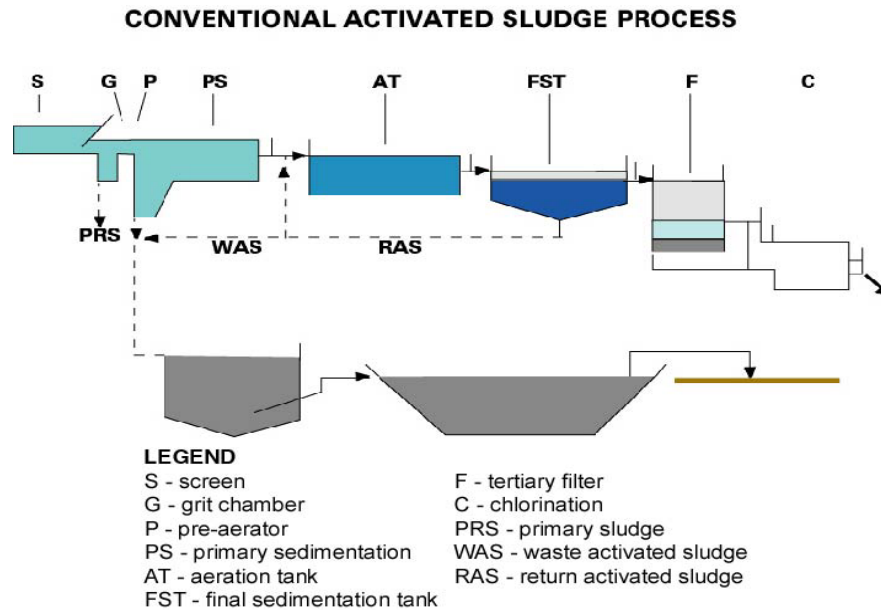 CONVENTIONAL ACTIVATED SLUDGE PROCESS
S G P PS AT FST F C
PRS WAS RAS
LEGEND
S - screen
G - grit chamber
P - pre-aerator
PS - primary sedimentation
AT - aeration tank
FST - final sedimentation tank
F - tertiary filter
C - chlorination
PRS - primary sludge
WAS - waste activated sludge
RAS - return activated sludge